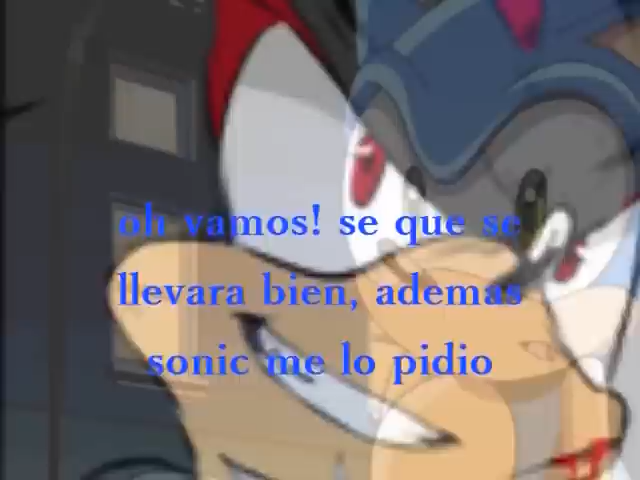 oh vamos! se que se
llevara bien, ademas
sonic me lo pidio